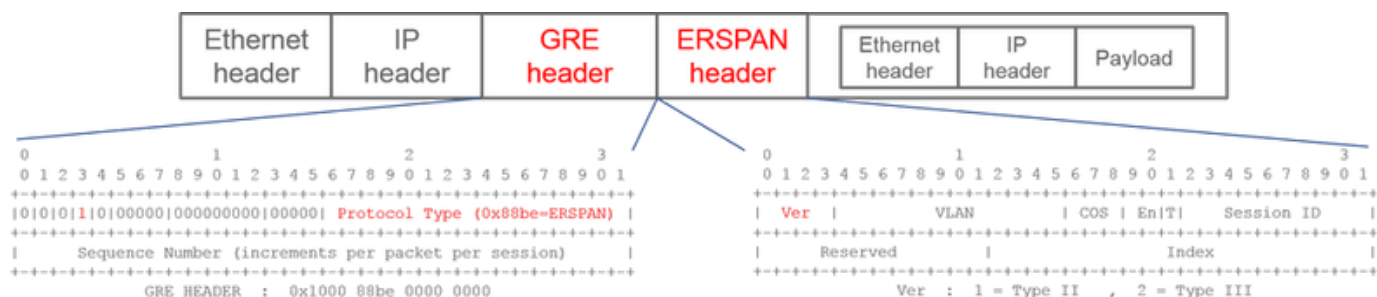 Ethernet header
IP header
GRE header
ERSPAN header
Ethernet header
IP header
Payload
0 1 2 3
0 1 2 3 4 5 6 7 8 9 0 1 2 3 4 5 6 7 8 9 0 1 2 3 4 5 6 7 8 9 0 1
+-+-+-+-+-+-+-+-+-+-+-+-+-+-+-+-+-+-+-+-+-+-+-+-+-+-+-+-+-+-+-+-+
|0|0|0|1|0|00000|000000000|00000| Protocol Type (0x88be=ERSPAN) |
+-+-+-+-+-+-+-+-+-+-+-+-+-+-+-+-+-+-+-+-+-+-+-+-+-+-+-+-+-+-+-+-+
| Sequence Number (increments per packet per session) |
+-+-+-+-+-+-+-+-+-+-+-+-+-+-+-+-+-+-+-+-+-+-+-+-+-+-+-+-+-+-+-+-+
GRE HEADER : 0x1000 88be 0000 0000
0 1 2 3
0 1 2 3 4 5 6 7 8 9 0 1 2 3 4 5 6 7 8 9 0 1 2 3 4 5 6 7 8 9 0 1
+-+-+-+-+-+-+-+-+-+-+-+-+-+-+-+-+-+-+-+-+-+-+-+-+-+-+-+-+-+-+-+-+
| Ver | VLAN | COS | En|T| Session ID |
+-+-+-+-+-+-+-+-+-+-+-+-+-+-+-+-+-+-+-+-+-+-+-+-+-+-+-+-+-+-+-+-+
| Reserved | Index |
+-+-+-+-+-+-+-+-+-+-+-+-+-+-+-+-+-+-+-+-+-+-+-+-+-+-+-+-+-+-+-+-+
Ver : 1 = Type II , 2 = Type III